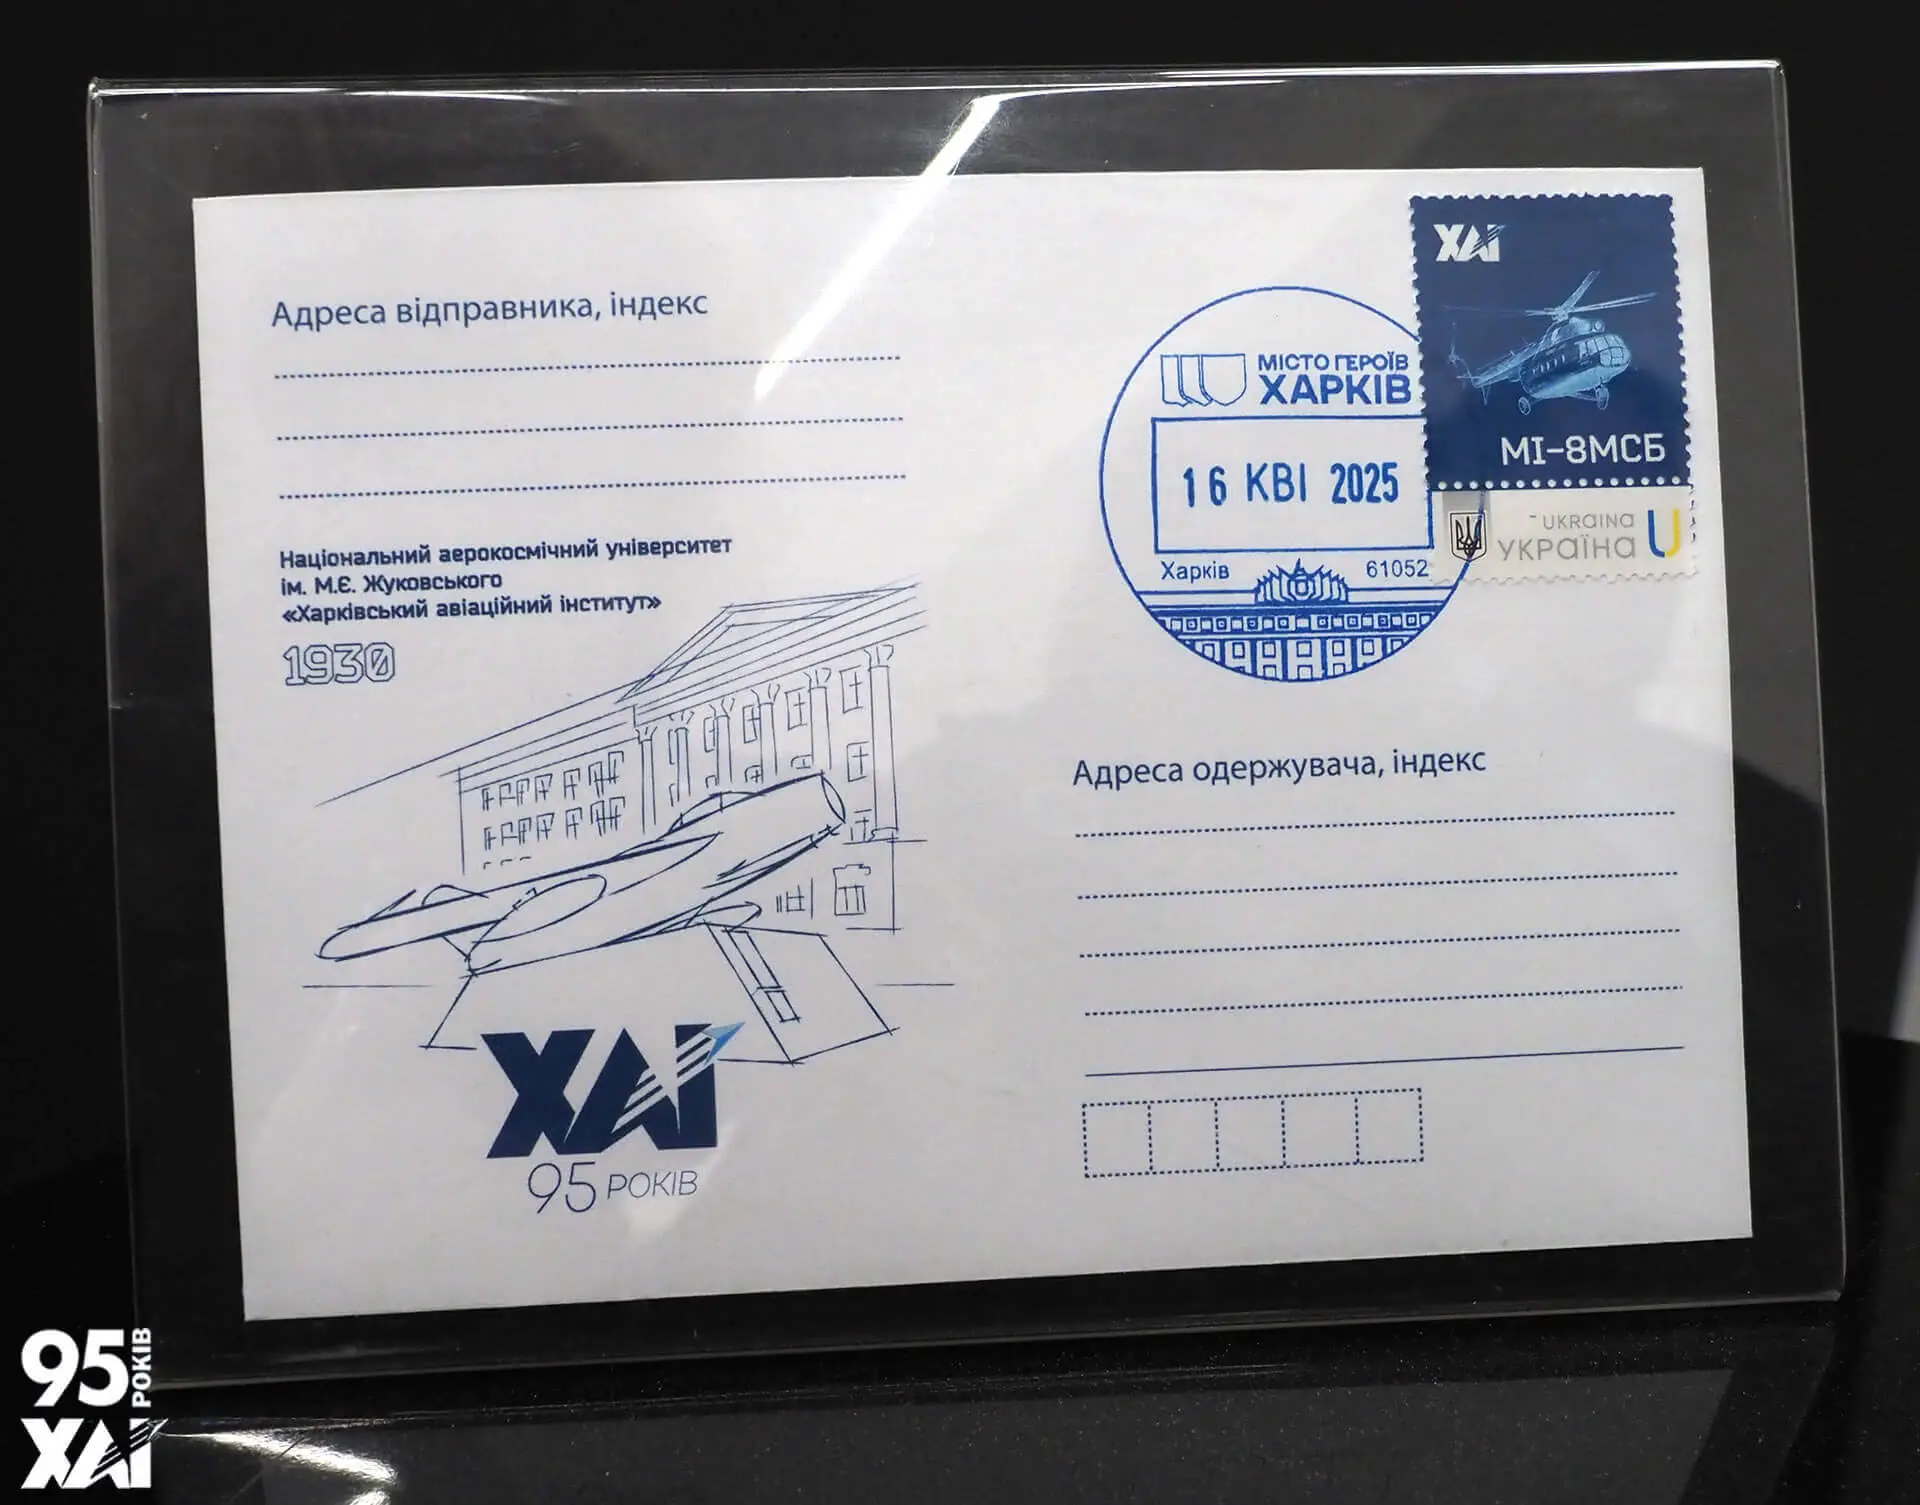 Адреса відправника, індекс
ХАІ
МІ-8МСБ
UKRAINA
УКРАЇНА
МІСТО ГЕРОЇВ
ХАРКІВ
16 КВІ 2025
Харків 61052
Національний аерокосмічний університет
ім. М.Є. Жуковського
«Харківський авіаційний інститут»
1930
Адреса одержувача, індекс
ХАІ
95 РОКІВ
95 РОКІВ
ХАІ